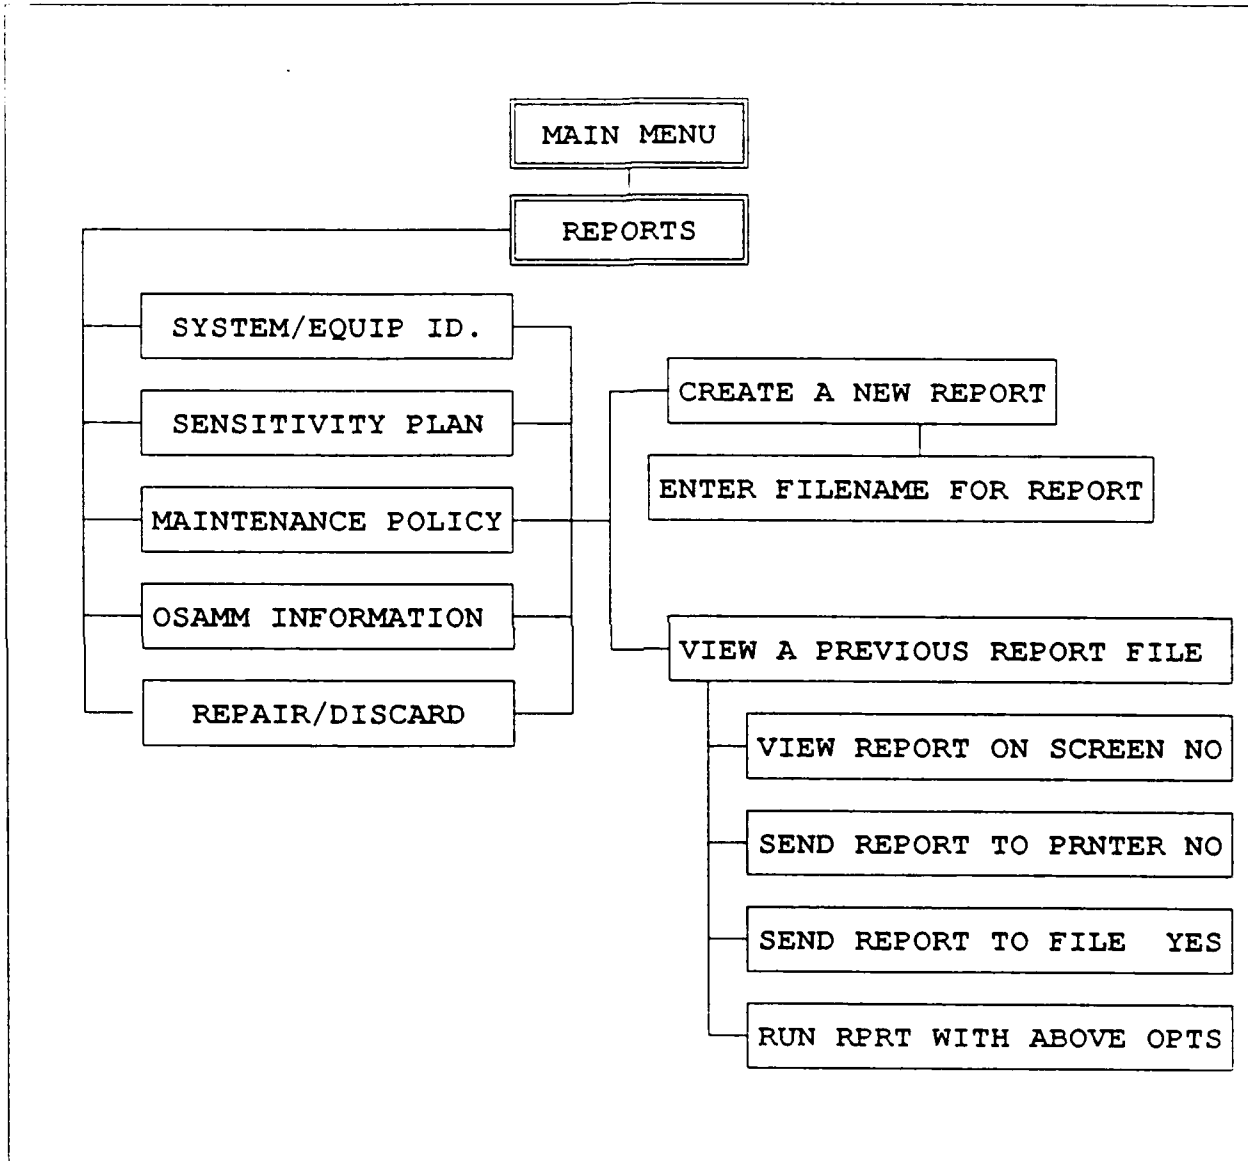 MAIN MENU
REPORTS
SYSTEM/EQUIP ID.
SENSITIVITY PLAN
MAINTENANCE POLICY
OSAMM INFORMATION
REPAIR/DISCARD
CREATE A NEW REPORT
ENTER FILENAME FOR REPORT
VIEW A PREVIOUS REPORT FILE
VIEW REPORT ON SCREEN NO
SEND REPORT TO PRNTER NO
SEND REPORT TO FILE YES
RUN RPRT WITH ABOVE OPTS